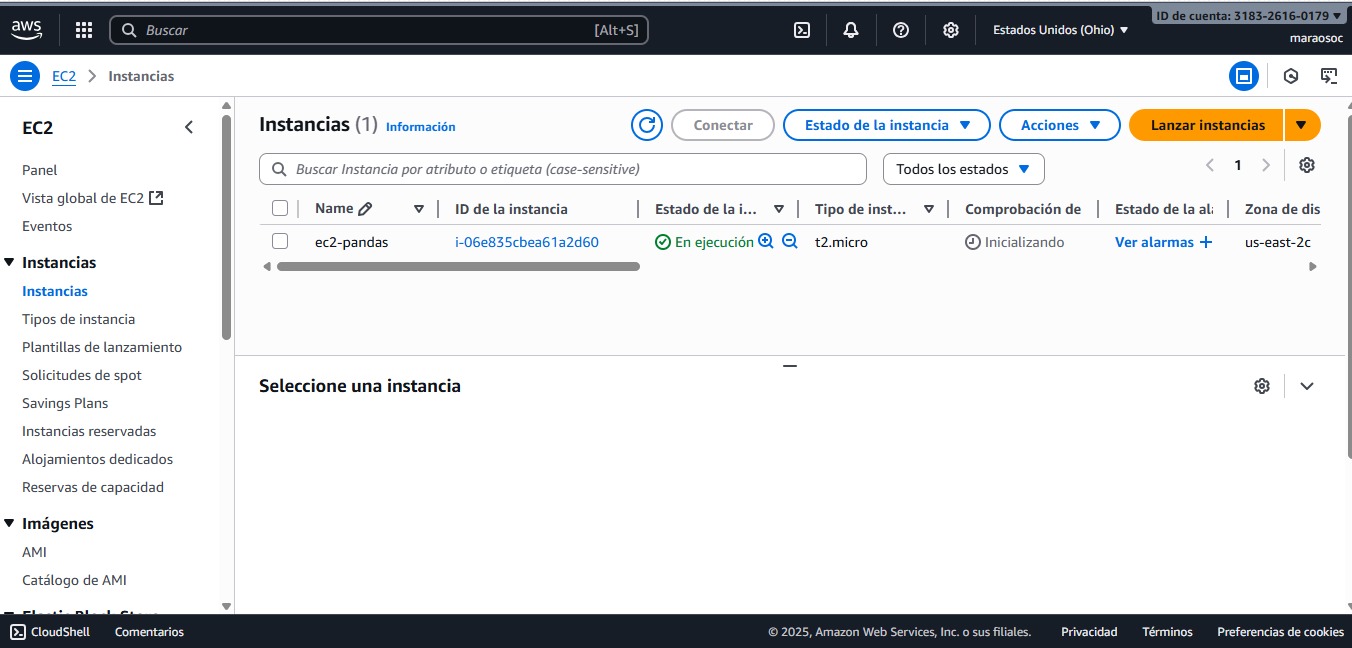 aws
Buscar
[Alt+S]
Estados Unidos (Ohio)
ID de cuenta: 3183-2616-0179
maraosoc
EC2
Instancias
EC2
Panel
Vista global de EC2
Eventos
Instancias
Instancias
Tipos de instancia
Plantillas de lanzamiento
Solicitudes de spot
Savings Plans
Instancias reservadas
Alojamientos dedicados
Reservas de capacidad
Imágenes
AMI
Catálogo de AMI
Elastic Block Store
Instancias (1) Información
Conectar
Estado de la instancia
Acciones
Lanzar instancias
Buscar Instancia por atributo o etiqueta (case-sensitive)
Todos los estados
1
Name ID de la instancia Estado de la i... Tipo de inst... Comprobación de Estado de la ala Zona de dis
ec2-pandas i-06e835cbea61a2d60 En ejecución t2.micro Inicializando Ver alarmas + us-east-2c
Seleccione una instancia
CloudShell Comentarios © 2025, Amazon Web Services, Inc. o sus filiales. Privacidad Términos Preferencias de cookies